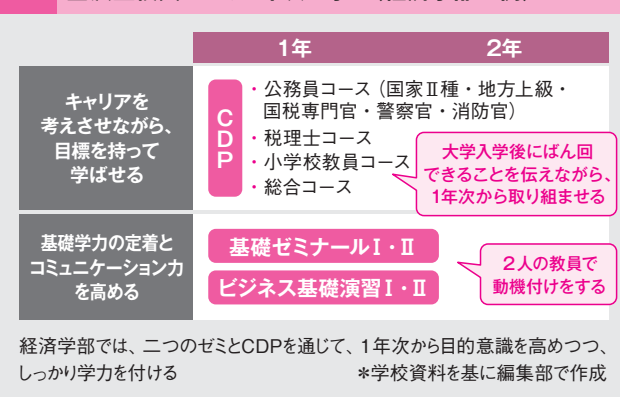 1年 2年
キャリアを
考えさせながら、
目標を持って
学ばせる
CDP
・公務員コース（国家Ⅱ種・地方上級・
国税専門官・警察官・消防官）
・税理士コース
・小学校教員コース
・総合コース
大学入学後にばん回
できることを伝えながら、
1年次から取り組ませる
基礎学力の定着と
コミュニケーション力
を高める
基礎ゼミナールⅠ・Ⅱ
ビジネス基礎演習Ⅰ・Ⅱ
2人の教員で
動機付けをする
経済学部では、二つのゼミとCDPを通じて、1年次から目的意識を高めつつ、
しっかり学力を付ける ＊学校資料を基に編集部で作成